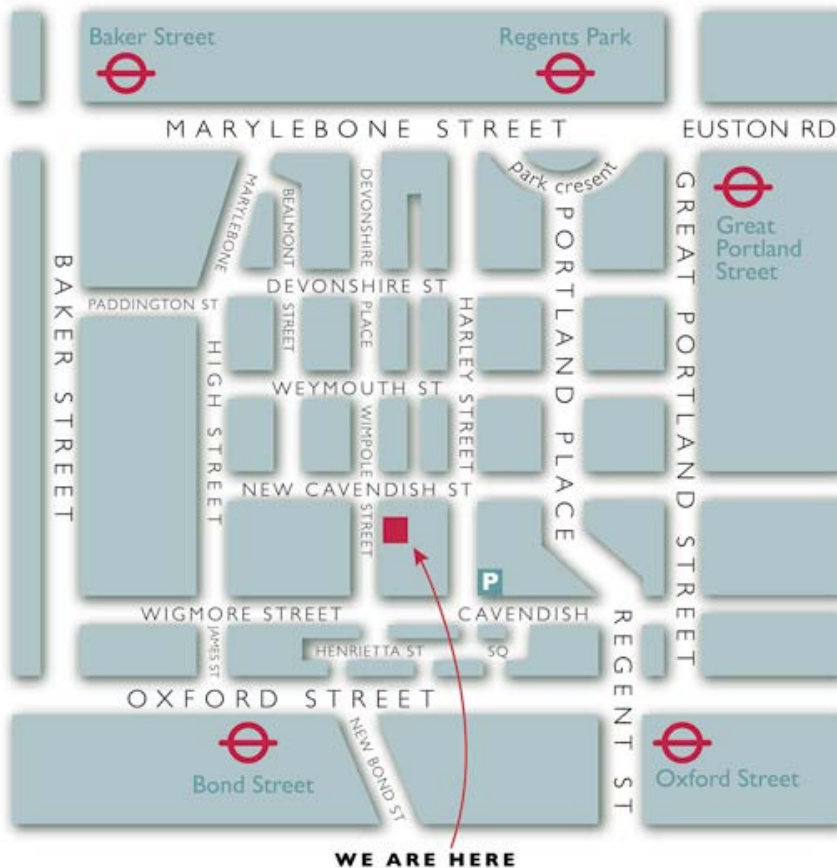 Baker Street
Regents Park
MARYLEBONE STREET
EUSTON RD
park cresent
MARYLEBONE
BEALMONT
DEVONSHIRE
PORTLAND PLACE
GREAT PORTLAND STREET
Great
Portland
Street
BAKER STREET
DEVONSHIRE ST
PADDINGTON ST
STREET
PLACE
HARLEY STREET
HIGH STREET
WEYMOUTH ST
WIMPOLE
NEW CAVENDISH ST
STREET
P
WIGMORE STREET
CAVENDISH
REGENT ST
JAMES ST
HENRIETTA ST
SQ
OXFORD STREET
NEW BOND ST
Bond Street
Oxford Street
WE ARE HERE